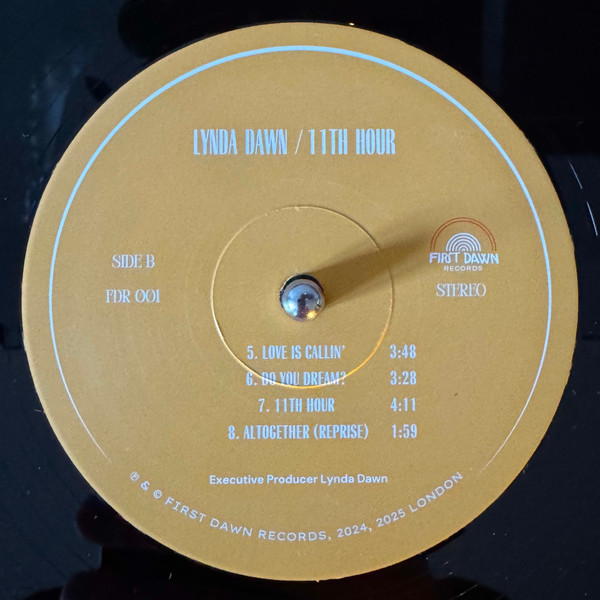 LYNDA DAWN / 11TH HOUR
SIDE B
FDR 001
FIRST DAWN
RECORDS
STEREO
5. LOVE IS CALLIN' 3:48
6. DO YOU DREAM? 3:28
7. 11TH HOUR 4:11
8. ALTOGETHER (REPRISE) 1:59
Executive Producer Lynda Dawn
℗ & © FIRST DAWN RECORDS, 2024, 2025 LONDON